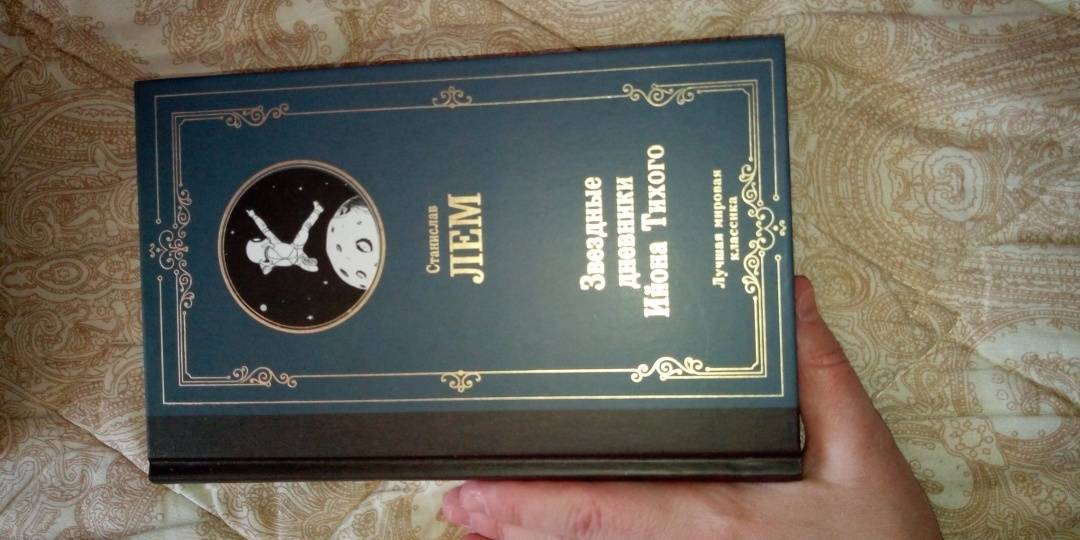 Станислав
ЛЕМ
Звездные
дневники
Ийона Тихого
Лучшая мировая
классика